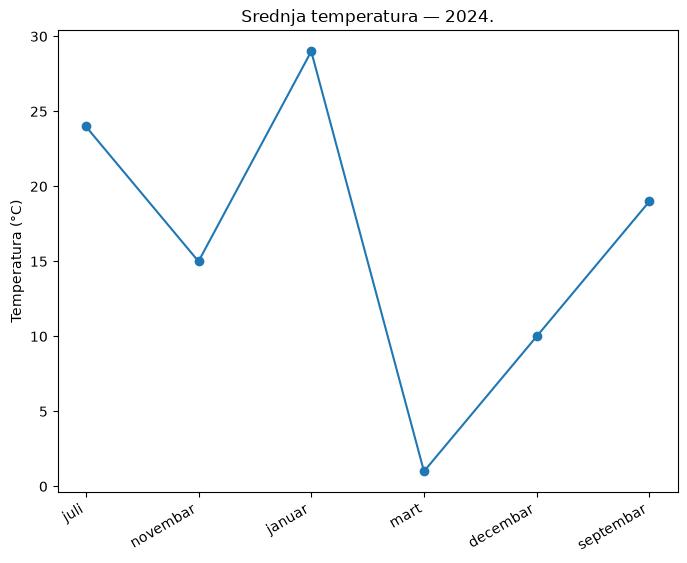 Srednja temperatura — 2024.
Temperatura (°C)
30
25
20
15
10
5
0
juli
novembar
januar
mart
decembar
septembar